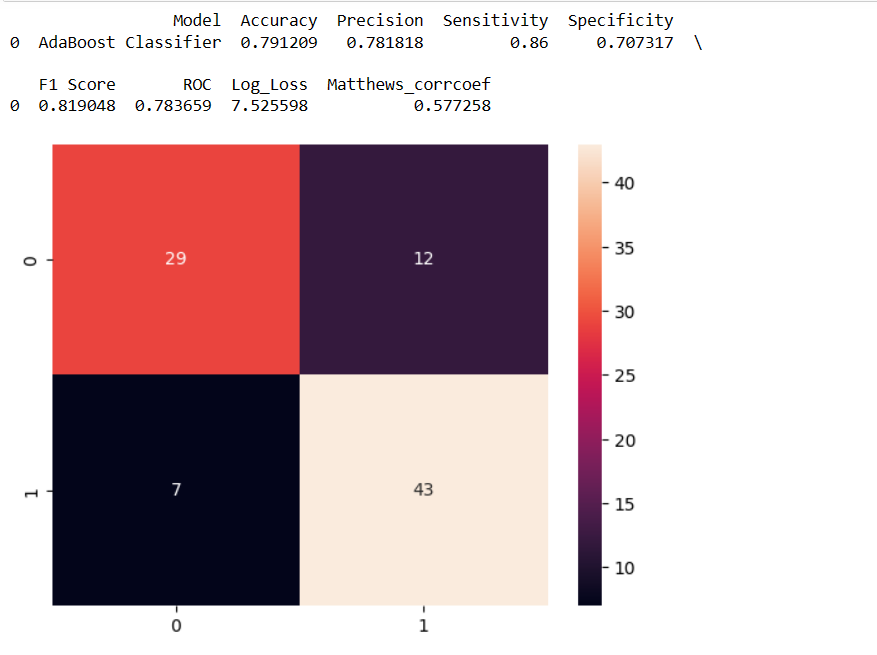 Model Accuracy Precision Sensitivity Specificity
0 AdaBoost Classifier 0.791209 0.781818 0.86 0.707317 \
F1 Score ROC Log_Loss Matthews_corrcoef
0 0.819048 0.783659 7.525598 0.577258
40
35
0 29 12
30
25
20
1 7 43
15
10
0 1